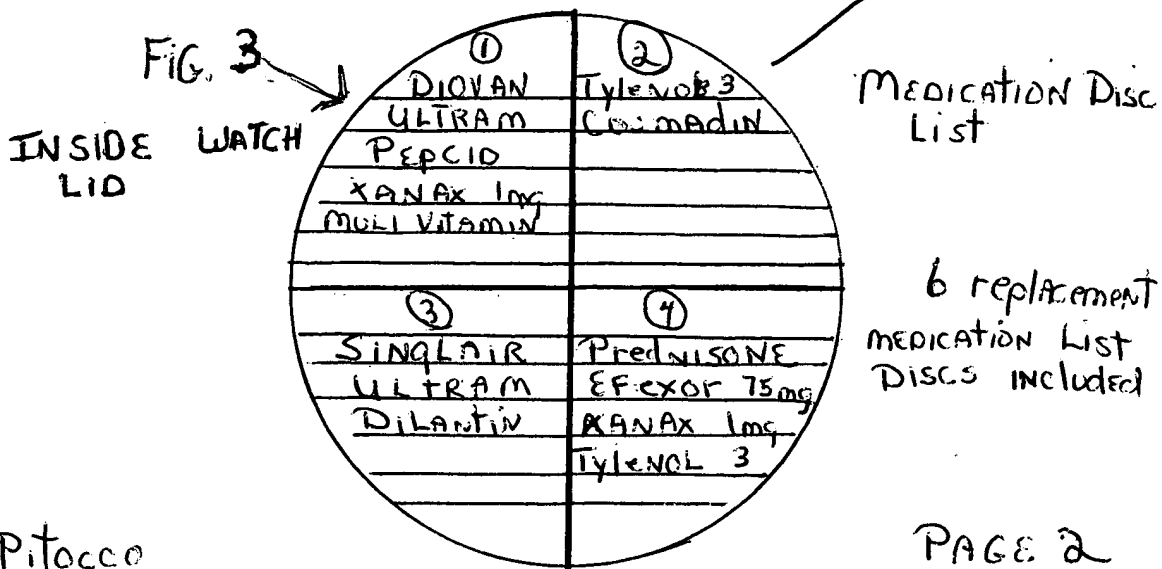 FiG. 3
INSIDE WATCH
LID
①
DIOVAN
ULTRAM
PEPCID
XANAX 1mg
MULI VitAMiN
②
TyleNOL 3
COumADiN
③
SiNGLAiR
ULTRAM
DiLANTiN
④
PredNISONE
EFexor 75mg
XANAX 1mg
TyleNOL 3
MEDICATION Disc
List
6 replacement
MEDICATION List
Discs INcluded
Pitocco
PAGE 2